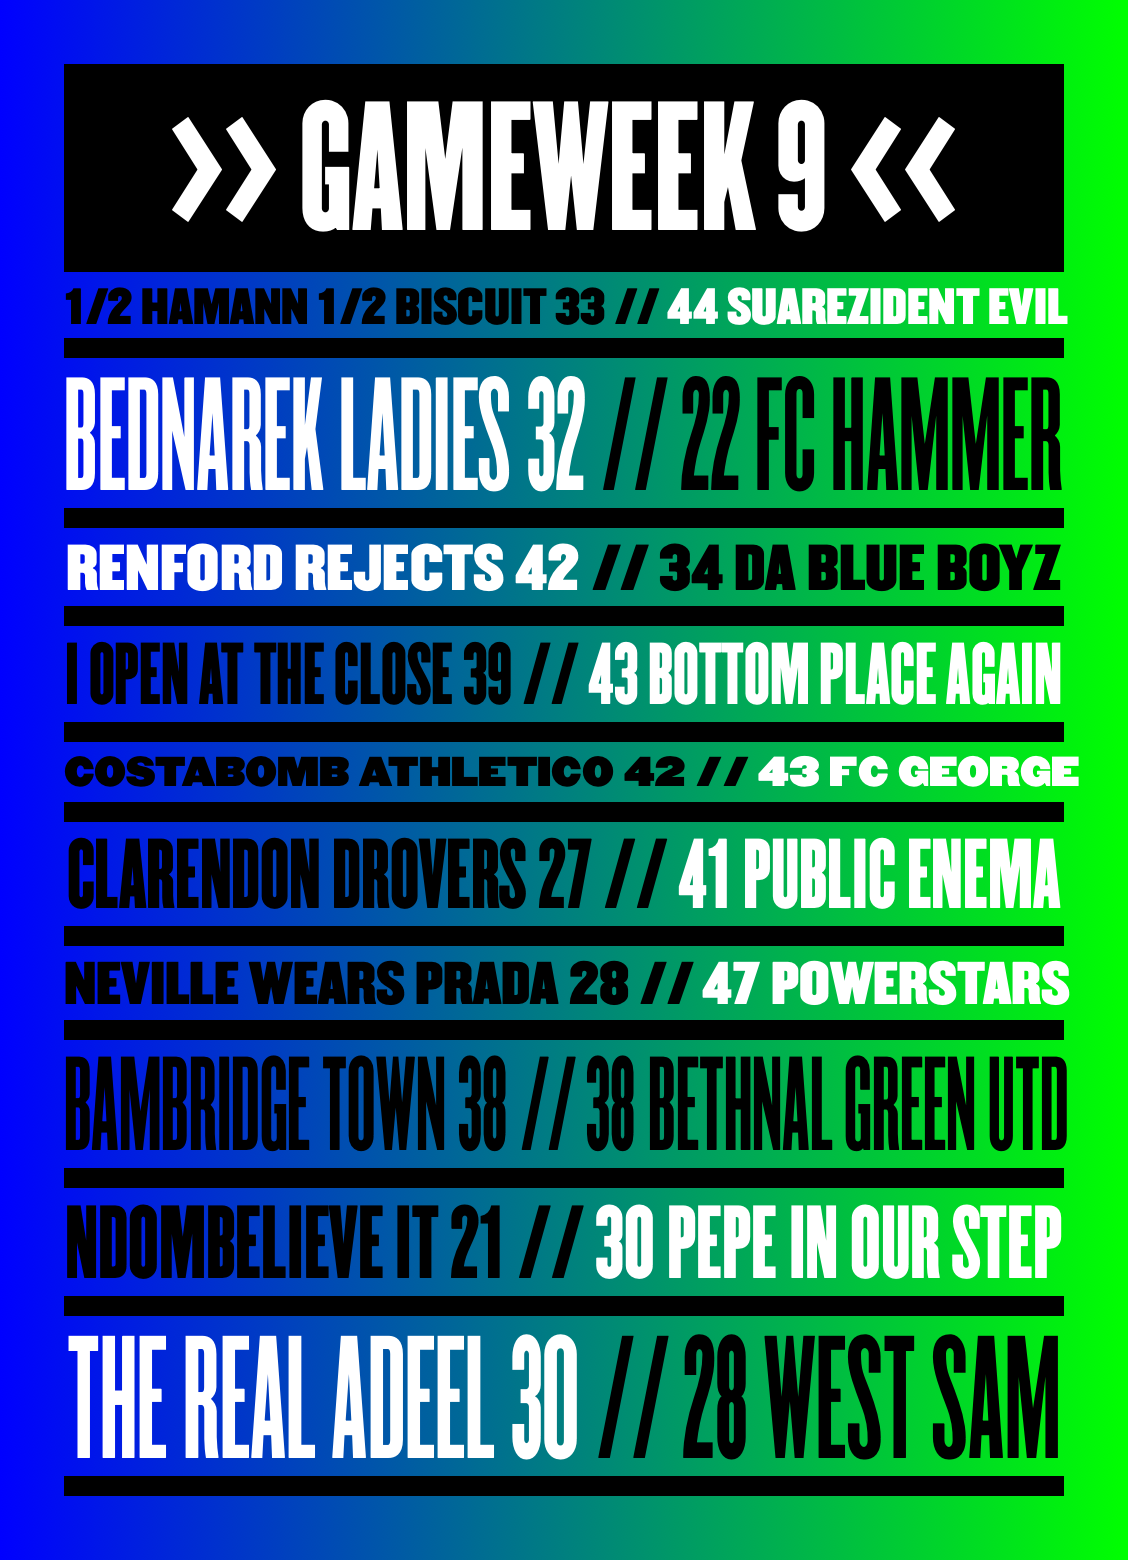 >> GAMEWEEK 9 <<
1/2 HAMANN 1/2 BISCUIT 33 // 44 SUAREZIDENT EVIL
BEDNAREK LADIES 32 // 22 FC HAMMER
RENFORD REJECTS 42 // 34 DA BLUE BOYZ
I OPEN AT THE CLOSE 39 // 43 BOTTOM PLACE AGAIN
COSTABOMB ATHLETICO 42 // 43 FC GEORGE
CLARENDON DROVERS 27 // 41 PUBLIC ENEMA
NEVILLE WEARS PRADA 28 // 47 POWERSTARS
BAMBRIDGE TOWN 38 // 38 BETHNAL GREEN UTD
NDOMBELIEVE IT 21 // 30 PEPE IN OUR STEP
THE REAL ADEEL 30 // 28 WEST SAM